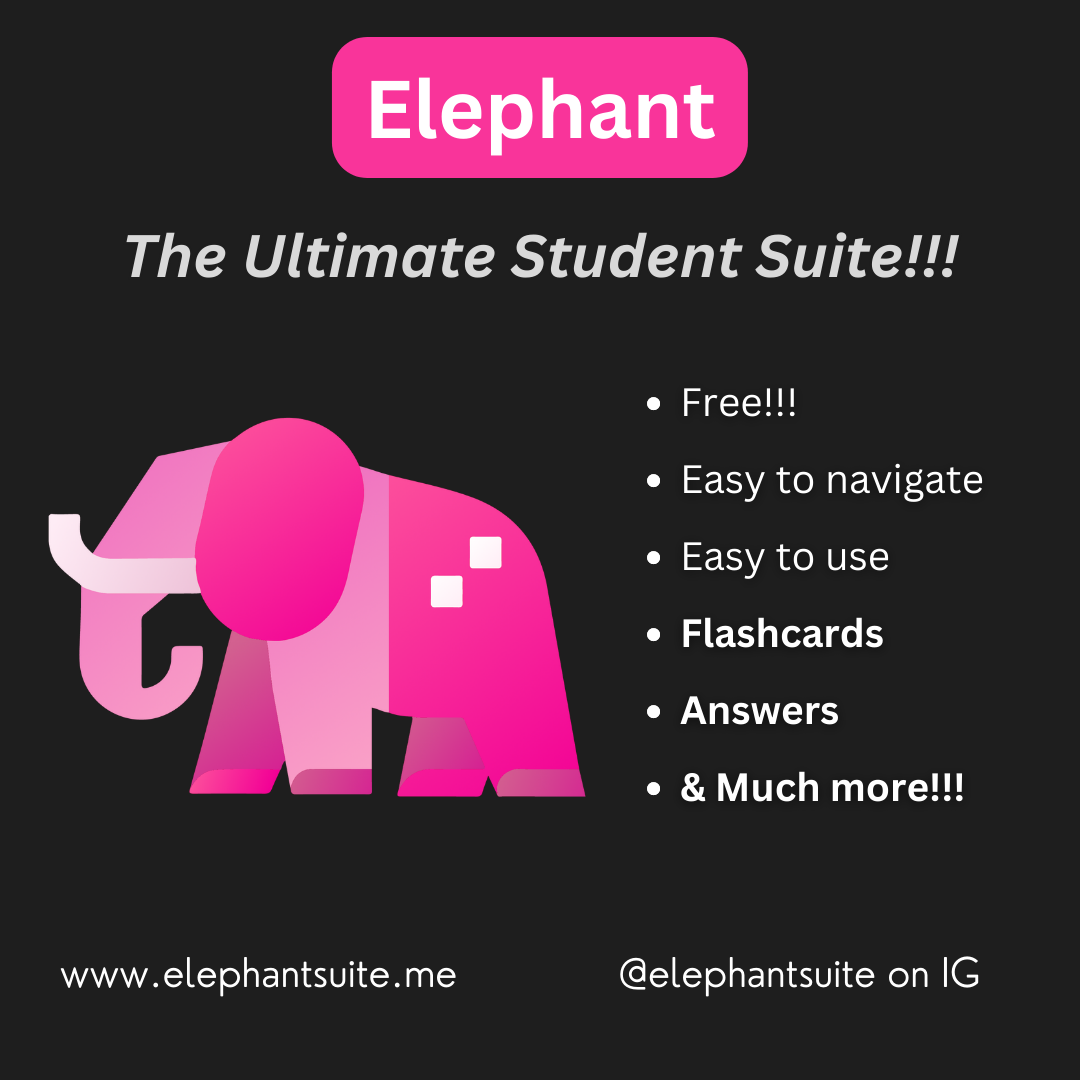 Elephant
The Ultimate Student Suite!!!
• Free!!!
• Easy to navigate
• Easy to use
• Flashcards
• Answers
• & Much more!!!
www.elephantsuite.me
@elephantsuite on IG